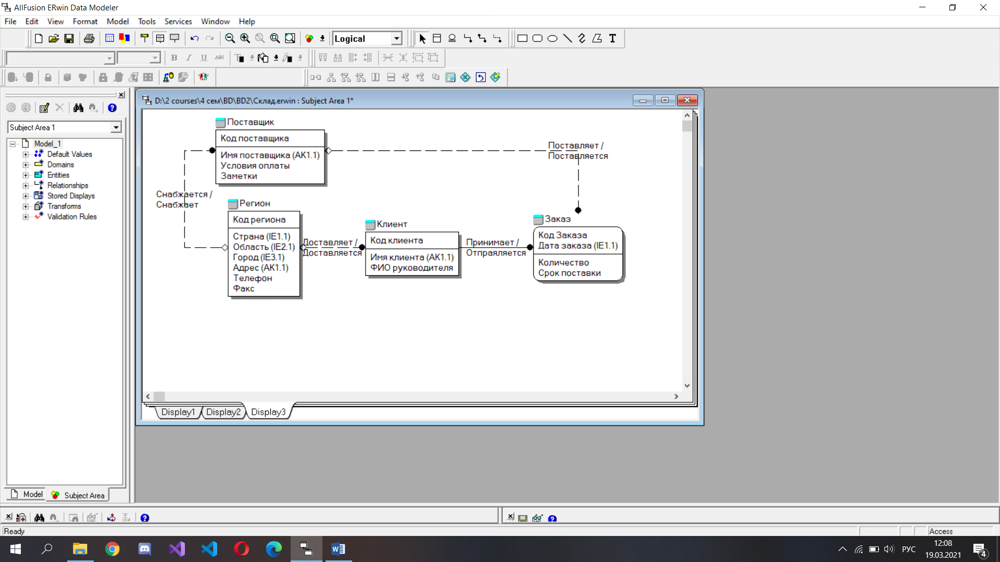 AllFusion ERwin Data Modeler
File Edit View Format Model Tools Services Window Help
Logical
B I U ABC
T
D:\2 courses\4 сем\BD\BD2\Склад.erwin : Subject Area 1*
Subject Area 1
Model_1
Default Values
Domains
Entities
Relationships
Stored Displays
Transforms
Validation Rules
Поставщик
Код поставщика
Имя поставщика (AK1.1)
Условия оплаты
Заметки
Поставляет /
Поставляется
Снабжается /
Снабжает
Регион
Код региона
Страна (IE1.1)
Область (IE2.1)
Город (IE3.1)
Адрес (AK1.1)
Телефон
Факс
Доставляет /
Доставляется
Клиент
Код клиента
Имя клиента (AK1.1)
ФИО руководителя
Принимает /
Отпраяляется
Заказ
Код Заказа
Дата заказа (IE1.1)
Количество
Срок поставки
Display1 Display2 Display3
Model Subject Area
Ready
Access
РУС
12:08
19.03.2021
4